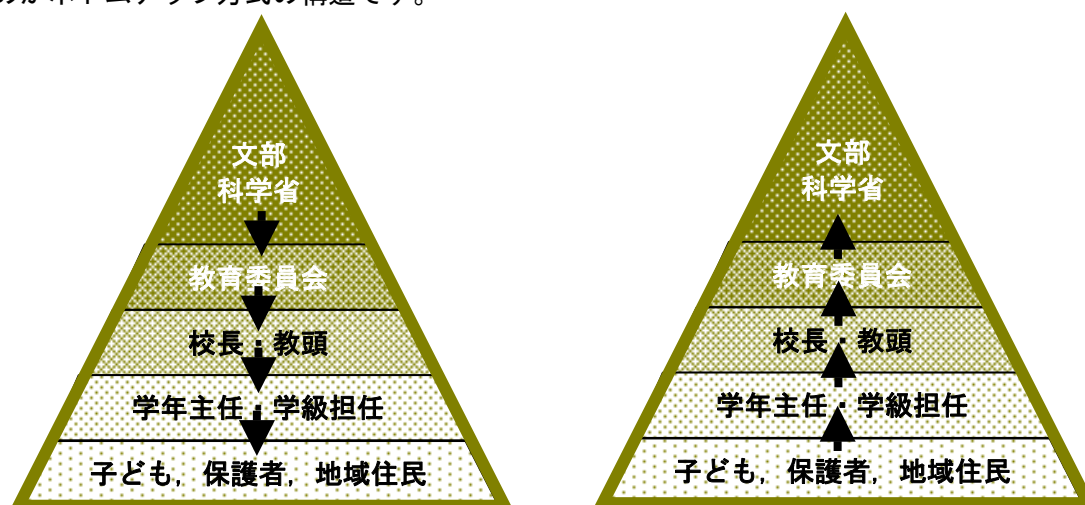 文部
科学省
教育委員会
校長・教頭
学年主任・学級担任
子ども，保護者，地域住民
文部
科学省
教育委員会
校長・教頭
学年主任・学級担任
子ども，保護者，地域住民